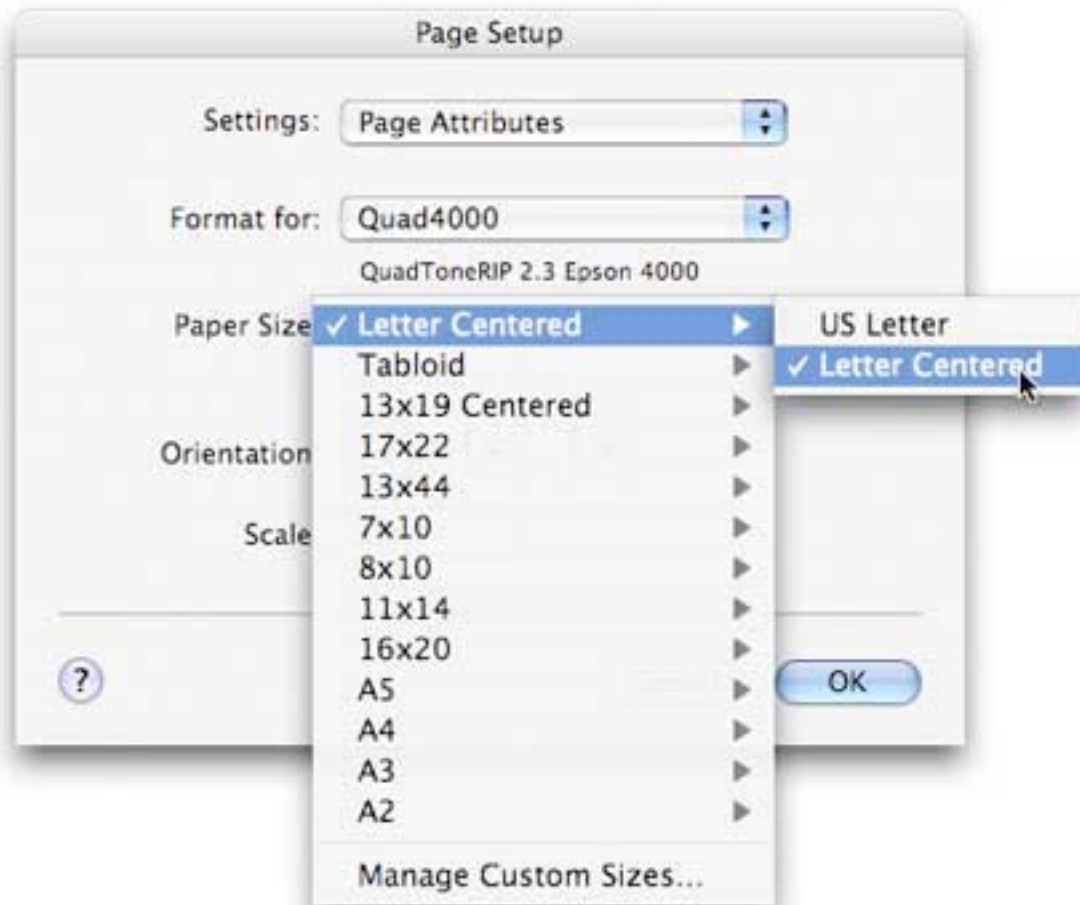 Page Setup
Settings: Page Attributes
Format for: Quad4000
QuadToneRIP 2.3 Epson 4000
Paper Size ✓ Letter Centered ▶ US Letter
Tabloid ▶ ✓ Letter Centered
13x19 Centered ▶
Orientation 17x22 ▶
13x44 ▶
Scale 7x10 ▶
8x10 ▶
11x14 ▶
16x20 ▶
? A5 ▶ OK
A4 ▶
A3 ▶
A2 ▶
Manage Custom Sizes...